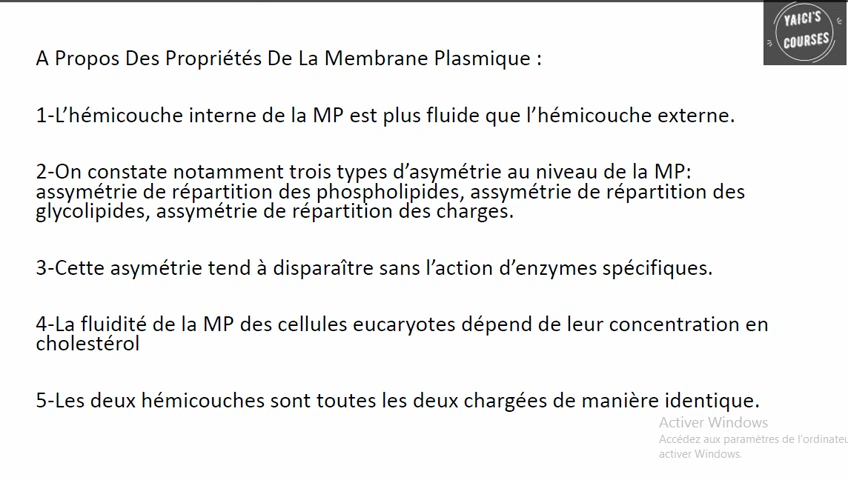 YAICI'S
COURSES
A Propos Des Propriétés De La Membrane Plasmique :
1-L’hémicouche interne de la MP est plus fluide que l’hémicouche externe.
2-On constate notamment trois types d’asymétrie au niveau de la MP:
assymétrie de répartition des phospholipides, assymétrie de répartition des
glycolipides, assymétrie de répartition des charges.
3-Cette asymétrie tend à disparaître sans l’action d’enzymes spécifiques.
4-La fluidité de la MP des cellules eucaryotes dépend de leur concentration en
cholestérol
5-Les deux hémicouches sont toutes les deux chargées de manière identique.
Activer Windows
Accédez aux paramètres de l'ordinateu
activer Windows.